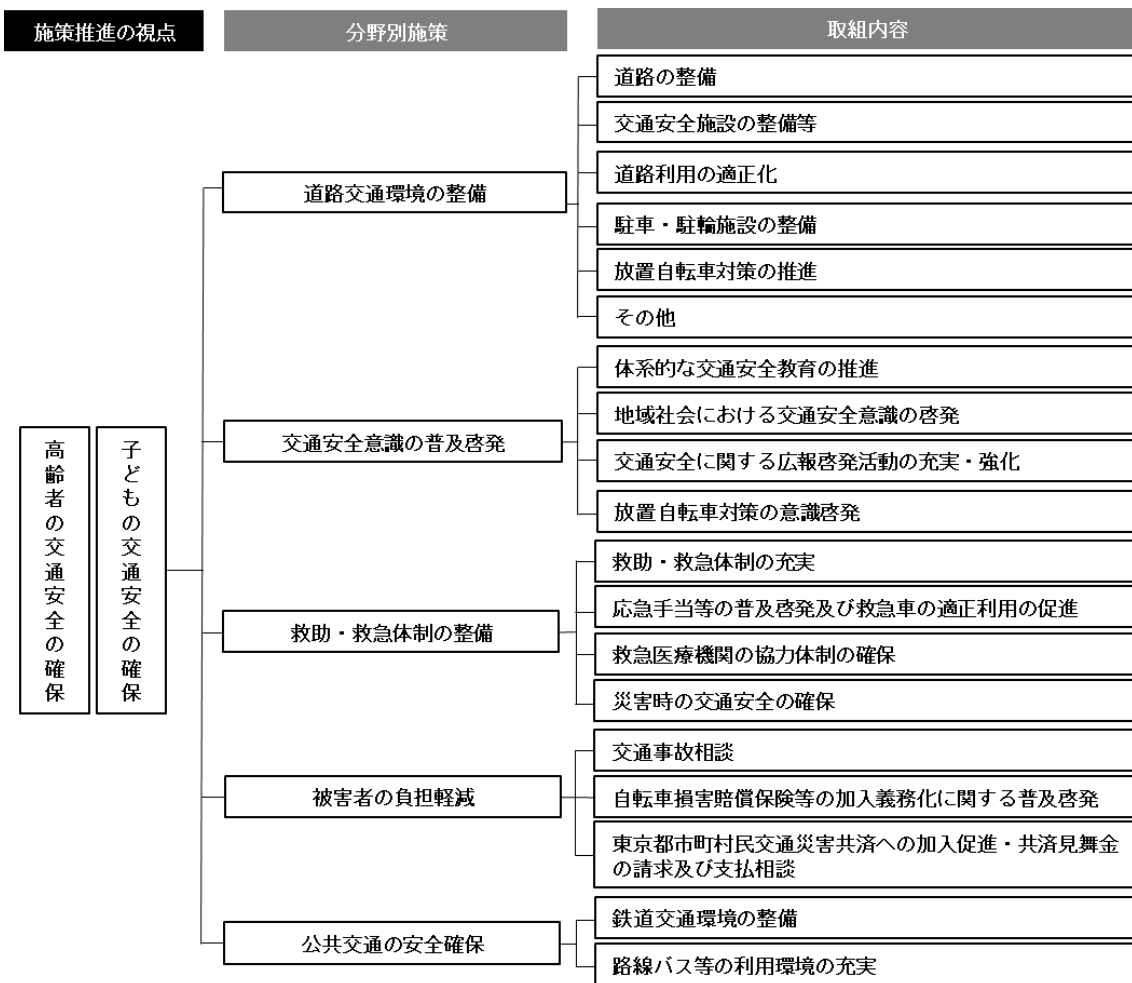 施策推進の視点
分野別施策
取組内容
高齢者の交通安全の確保
子どもの交通安全の確保
道路交通環境の整備
道路の整備
交通安全施設の整備等
道路利用の適正化
駐車・駐輪施設の整備
放置自転車対策の推進
その他
交通安全意識の普及啓発
体系的な交通安全教育の推進
地域社会における交通安全意識の啓発
交通安全に関する広報啓発活動の充実・強化
放置自転車対策の意識啓発
救助・救急体制の整備
救助・救急体制の充実
応急手当等の普及啓発及び救急車の適正利用の促進
救急医療機関の協力体制の確保
災害時の交通安全の確保
被害者の負担軽減
交通事故相談
自転車損害賠償保険等の加入義務化に関する普及啓発
東京都市町村民交通災害共済への加入促進・共済見舞金
の請求及び支払相談
公共交通の安全確保
鉄道交通環境の整備
路線バス等の利用環境の充実